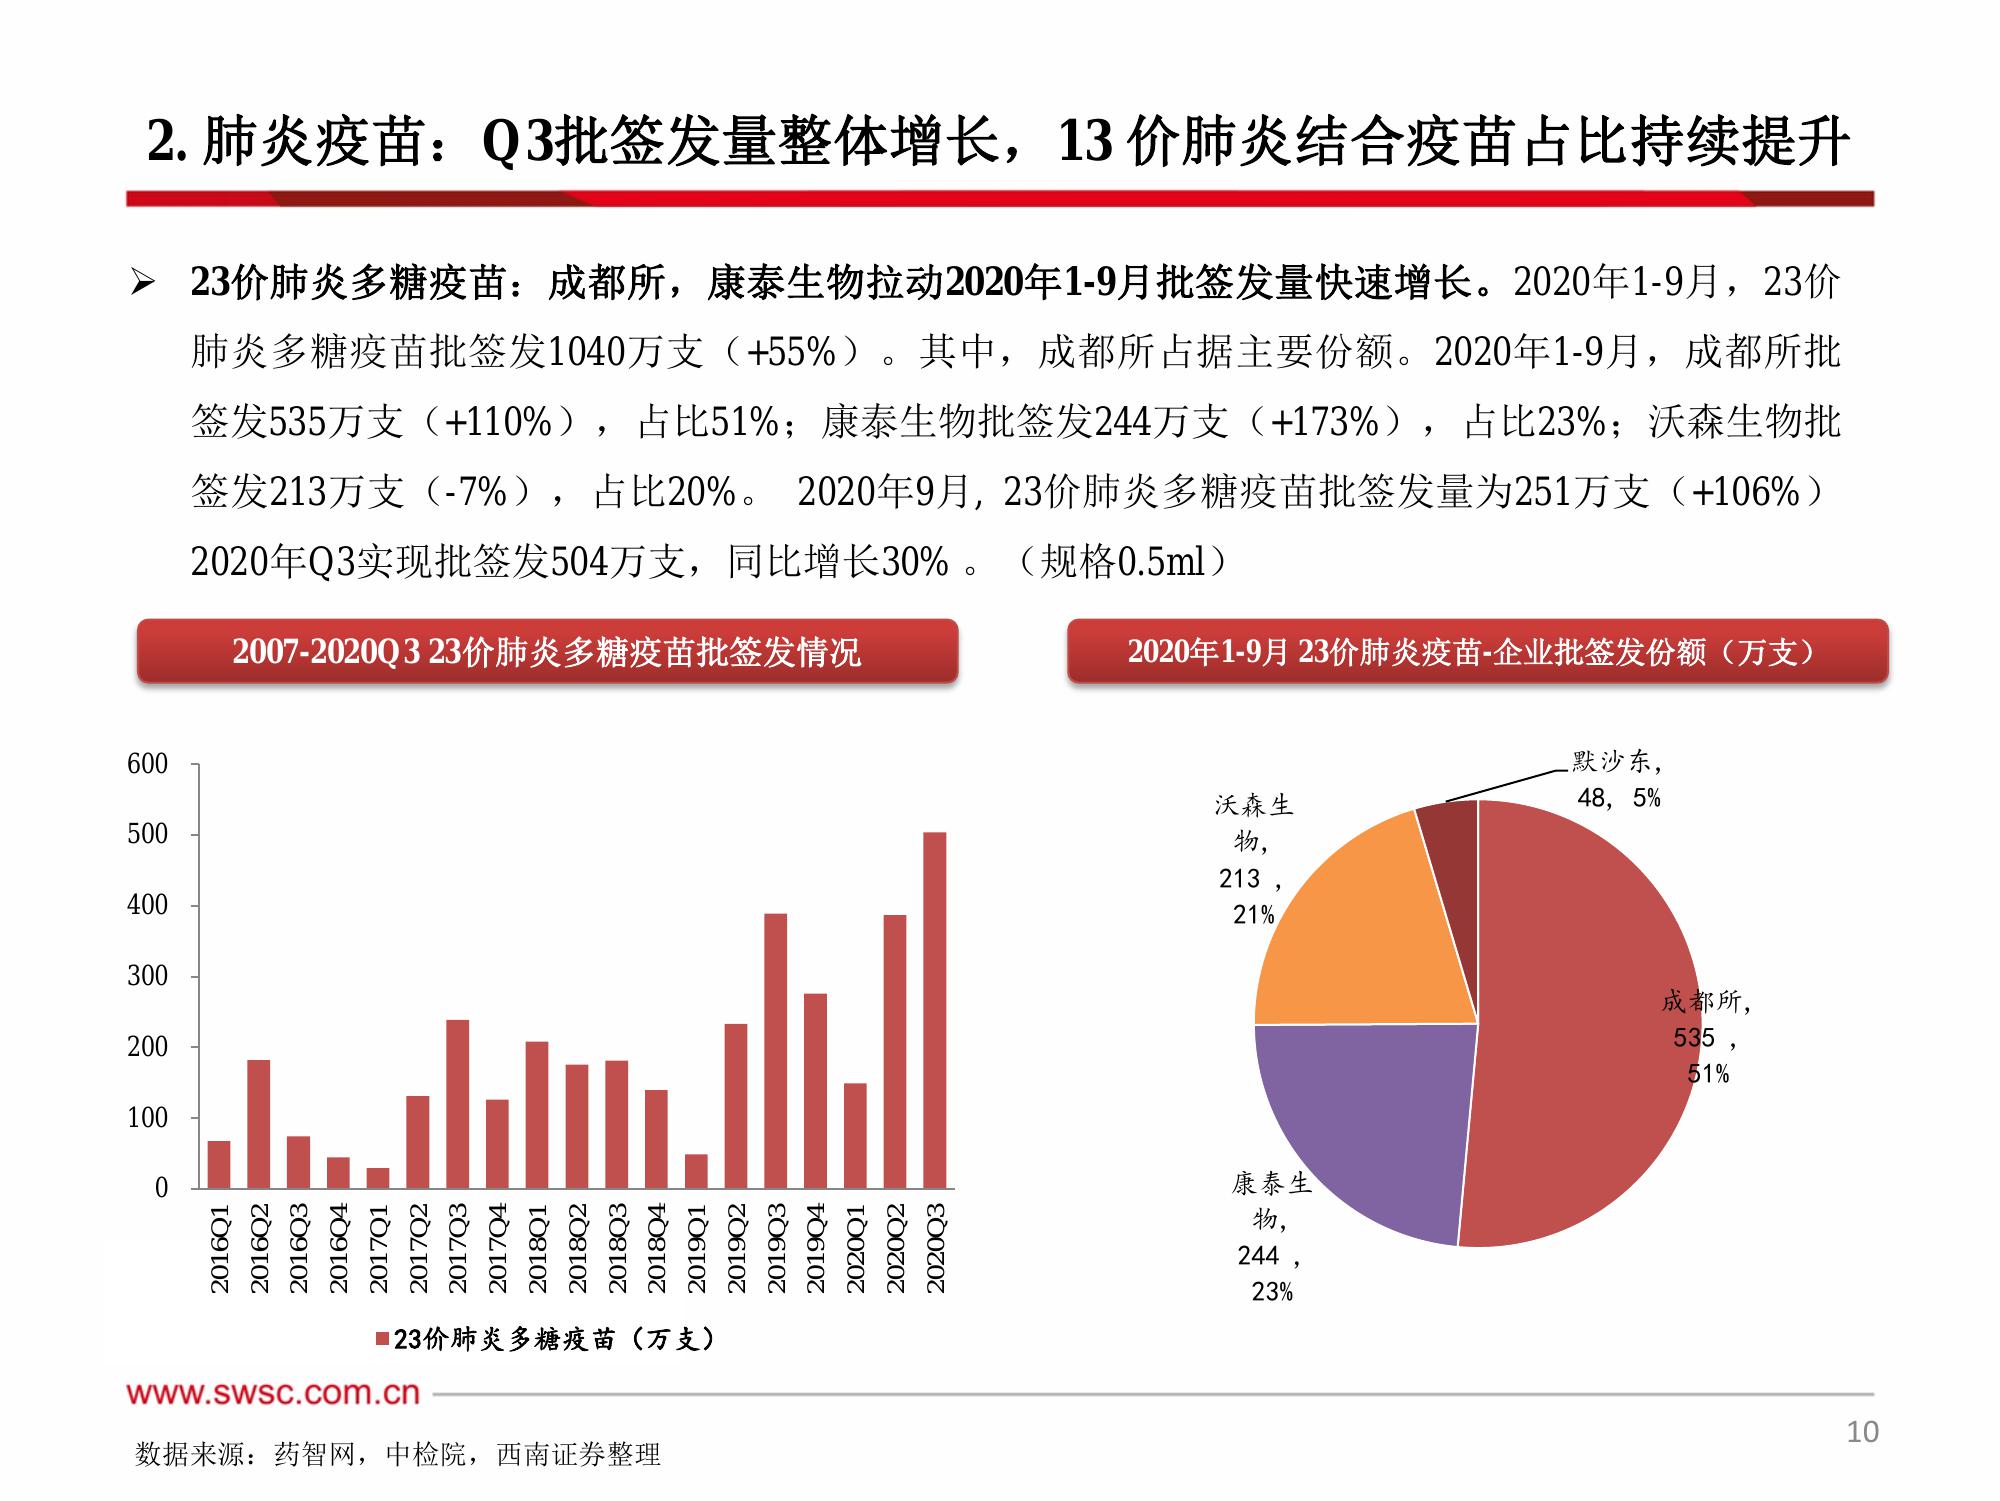 2. 肺炎疫苗：Q3批签发量整体增长，13 价肺炎结合疫苗占比持续提升
➢ 23价肺炎多糖疫苗：成都所，康泰生物拉动2020年1-9月批签发量快速增长。2020年1-9月，23价
肺炎多糖疫苗批签发1040万支（+55%）。其中，成都所占据主要份额。2020年1-9月，成都所批
签发535万支（+110%），占比51%；康泰生物批签发244万支（+173%），占比23%；沃森生物批
签发213万支（-7%），占比20%。 2020年9月, 23价肺炎多糖疫苗批签发量为251万支（+106%）
2020年Q3实现批签发504万支，同比增长30% 。（规格0.5ml）
2007-2020Q3 23价肺炎多糖疫苗批签发情况
600
500
400
300
200
100
0
2016Q1
2016Q2
2016Q3
2016Q4
2017Q1
2017Q2
2017Q3
2017Q4
2018Q1
2018Q2
2018Q3
2018Q4
2019Q1
2019Q2
2019Q3
2019Q4
2020Q1
2020Q2
2020Q3
23价肺炎多糖疫苗（万支）
2020年1-9月 23价肺炎疫苗-企业批签发份额（万支）
默沙东,
48, 5%
沃森生
物,
213 ,
21%
成都所,
535 ,
51%
康泰生
物,
244 ,
23%
www.swsc.com.cn
10
数据来源：药智网，中检院，西南证券整理